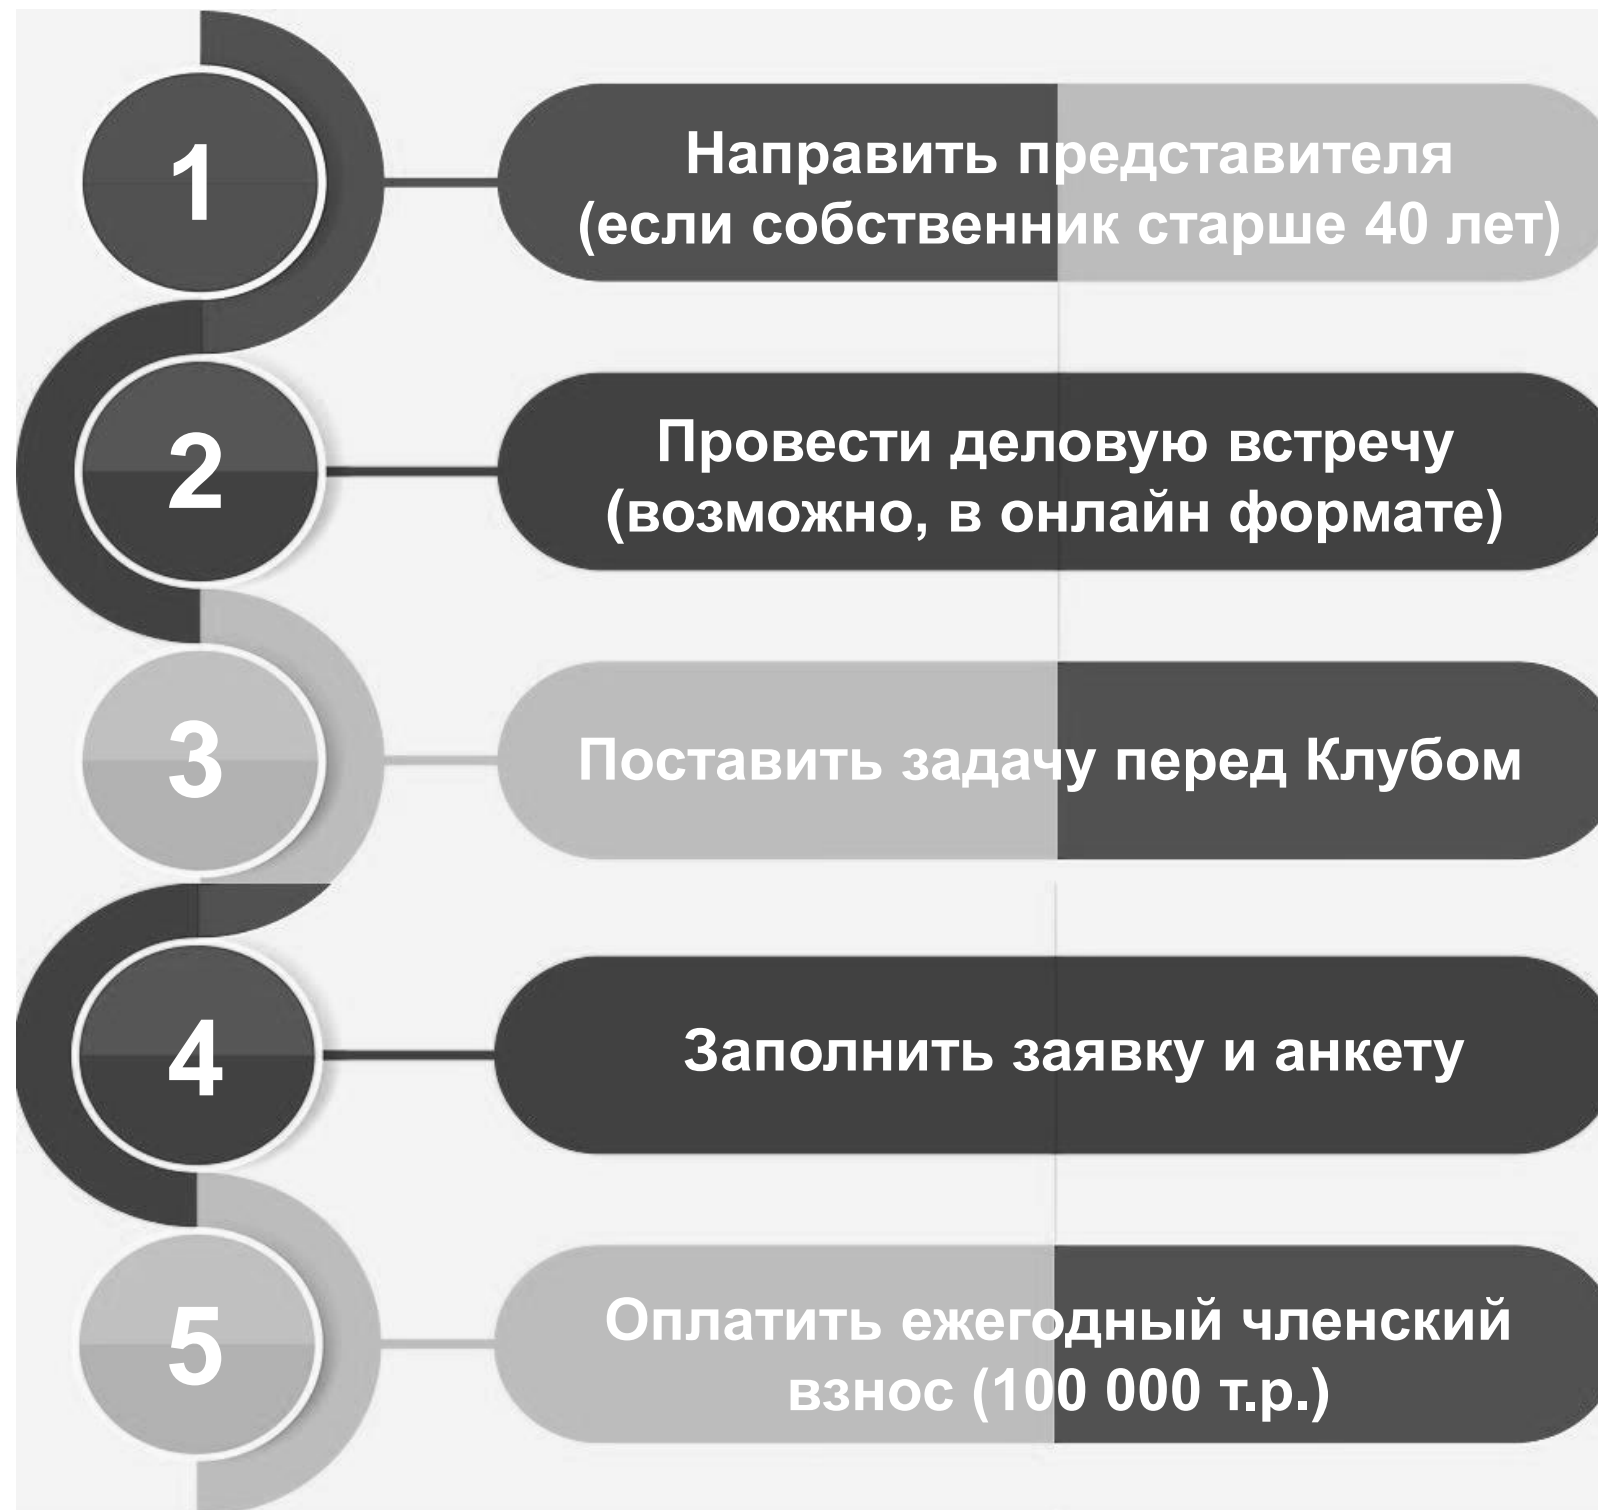 1
Направить представителя
(если собственник старше 40 лет)
2
Провести деловую встречу
(возможно, в онлайн формате)
3
Поставить задачу перед Клубом
4
Заполнить заявку и анкету
5
Оплатить ежегодный членский
взнос (100 000 т.р.)